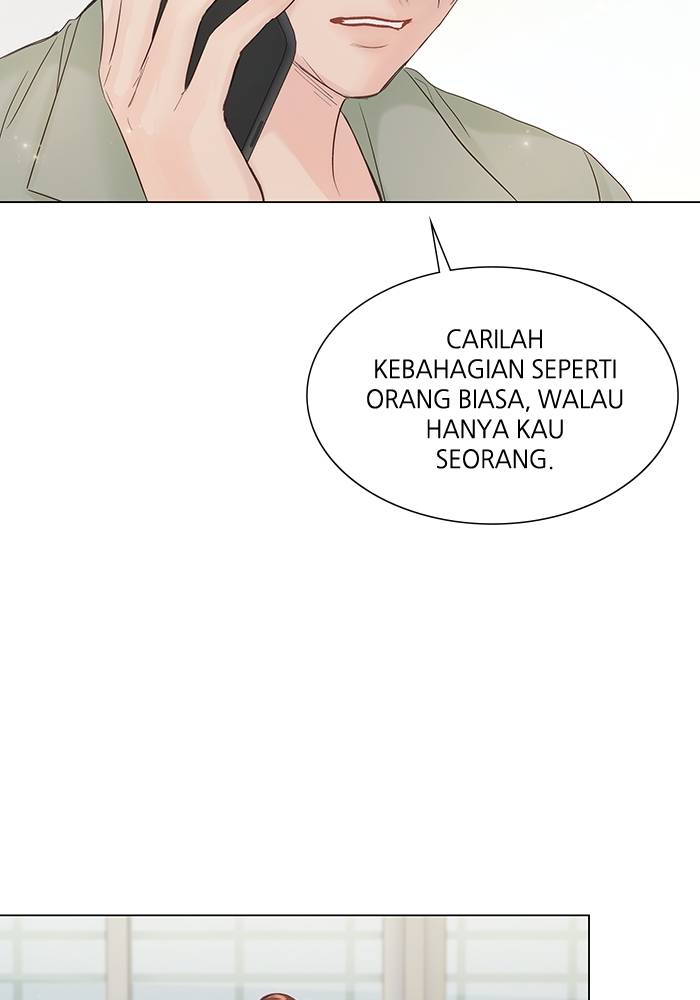 CARILAH
KEBAHAGIAN SEPERTI
ORANG BIASA, WALAU
HANYA KAU
SEORANG.